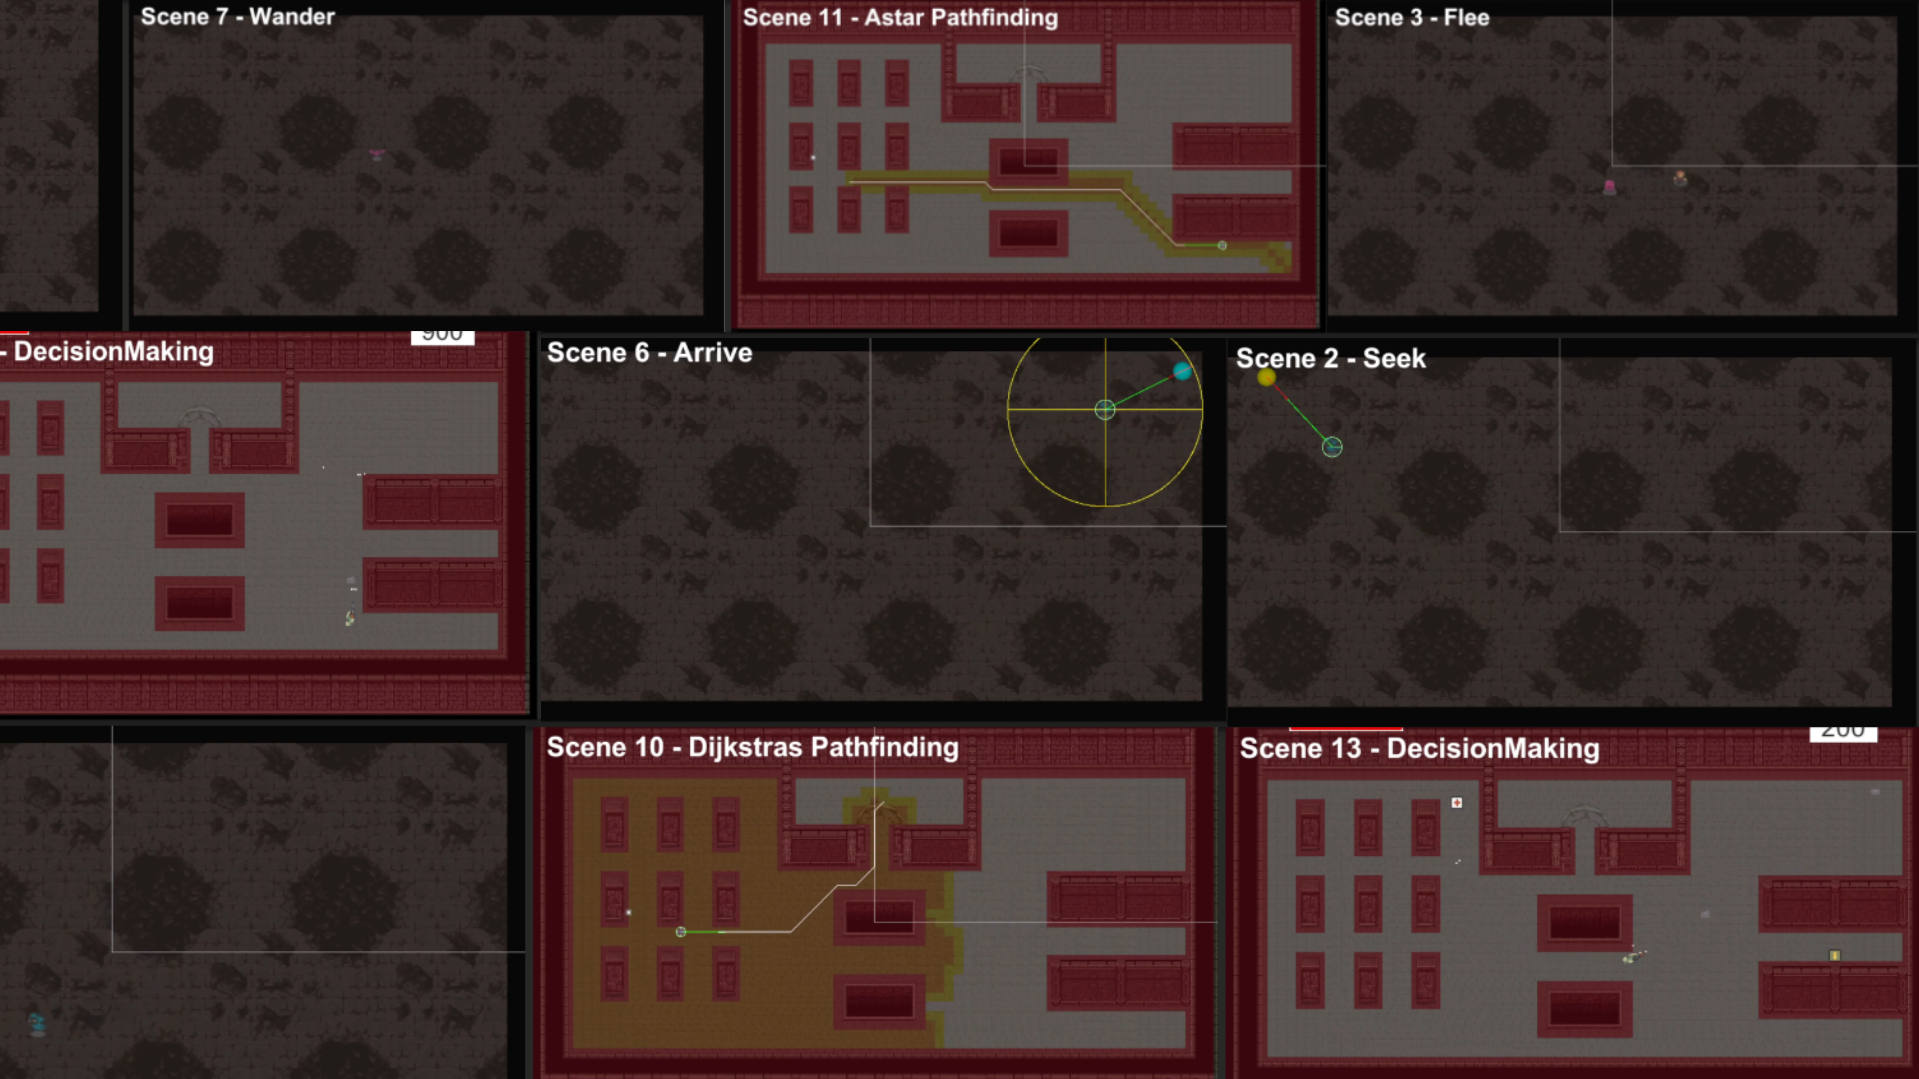 Scene 7 - Wander
Scene 11 - Astar Pathfinding
Scene 3 - Flee
900
- DecisionMaking
Scene 6 - Arrive
Scene 2 - Seek
Scene 10 - Dijkstras Pathfinding
200
Scene 13 - DecisionMaking